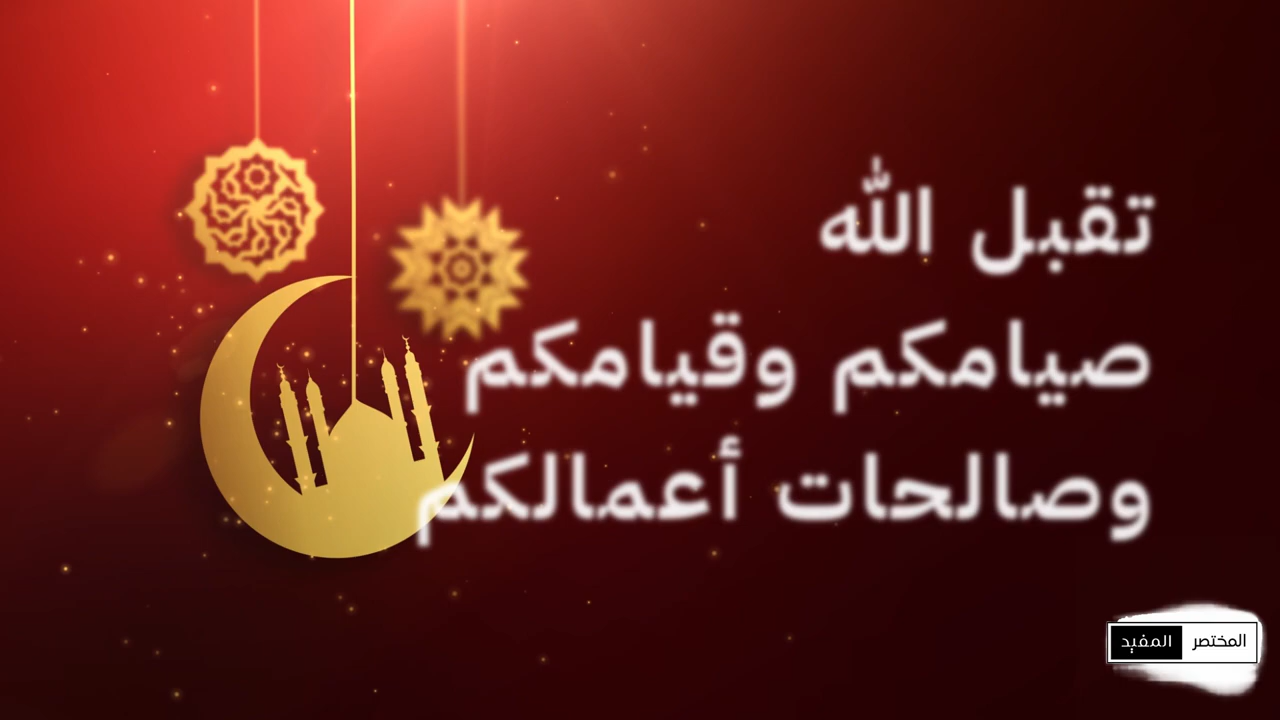 تقبل الله
صيامكم وقيامكم
وصالحات أعمالكم
المختصر المفيد